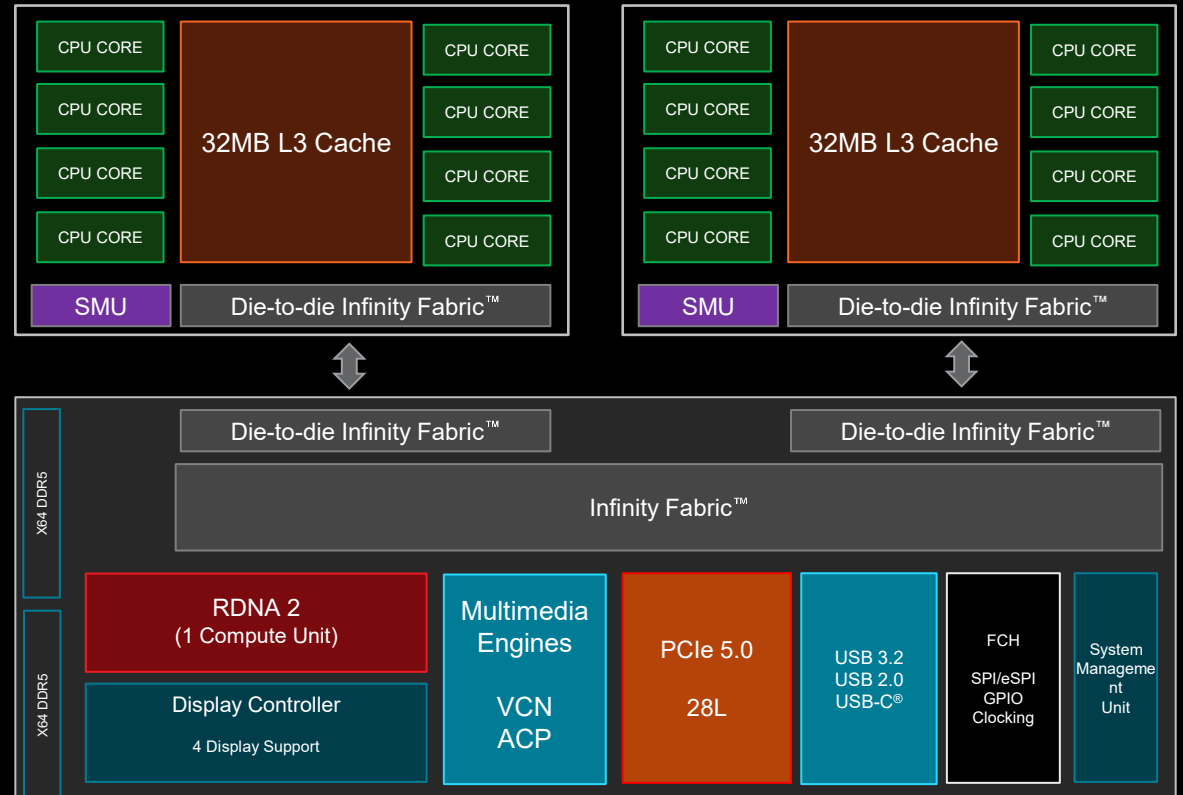 CPU CORE
CPU CORE
CPU CORE
CPU CORE
32MB L3 Cache
CPU CORE
CPU CORE
CPU CORE
CPU CORE
SMU
Die-to-die Infinity Fabric™
CPU CORE
CPU CORE
CPU CORE
CPU CORE
32MB L3 Cache
CPU CORE
CPU CORE
CPU CORE
CPU CORE
SMU
Die-to-die Infinity Fabric™
X64 DDR5
X64 DDR5
Die-to-die Infinity Fabric™
Die-to-die Infinity Fabric™
Infinity Fabric™
RDNA 2
(1 Compute Unit)
Display Controller
4 Display Support
Multimedia
Engines
VCN
ACP
PCIe 5.0
28L
USB 3.2
USB 2.0
USB-C®
FCH
SPI/eSPI
GPIO
Clocking
System
Manageme
nt
Unit